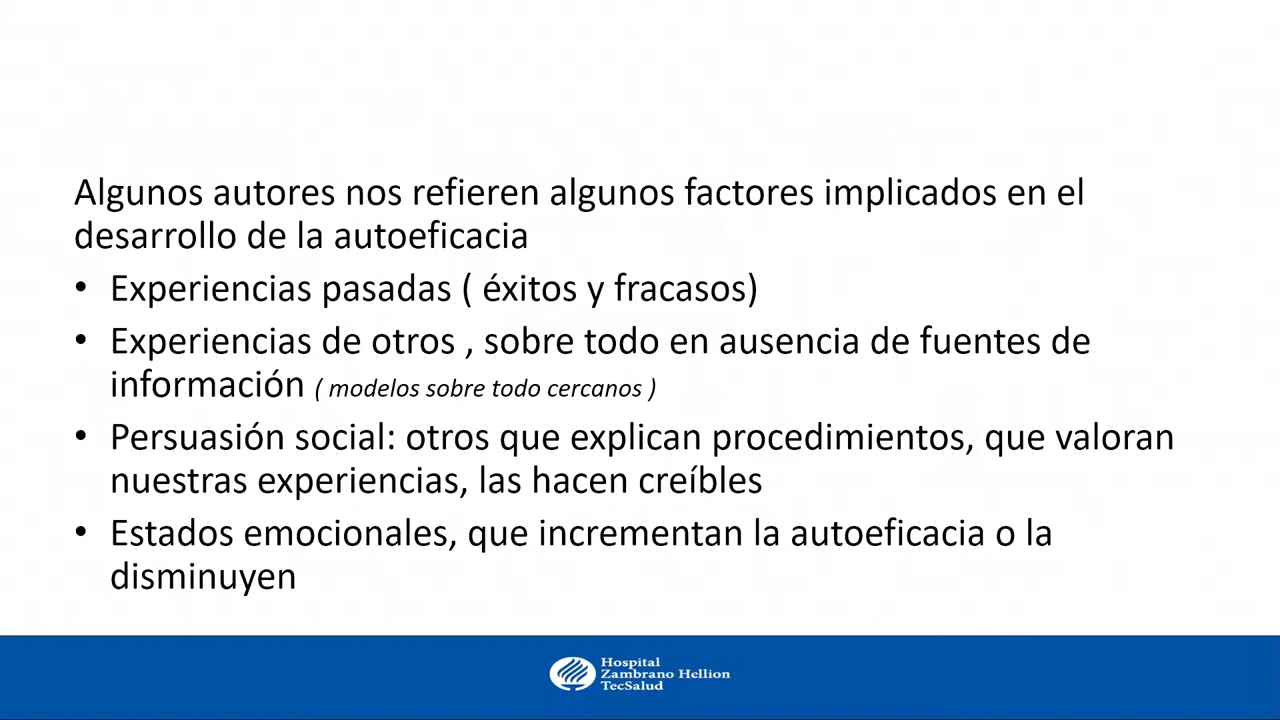 Algunos autores nos refieren algunos factores implicados en el
desarrollo de la autoeficacia
• Experiencias pasadas ( éxitos y fracasos)
• Experiencias de otros , sobre todo en ausencia de fuentes de
información ( modelos sobre todo cercanos )
• Persuasión social: otros que explican procedimientos, que valoran
nuestras experiencias, las hacen creíbles
• Estados emocionales, que incrementan la autoeficacia o la
disminuyen
Hospital
Zambrano Hellion
TecSalud